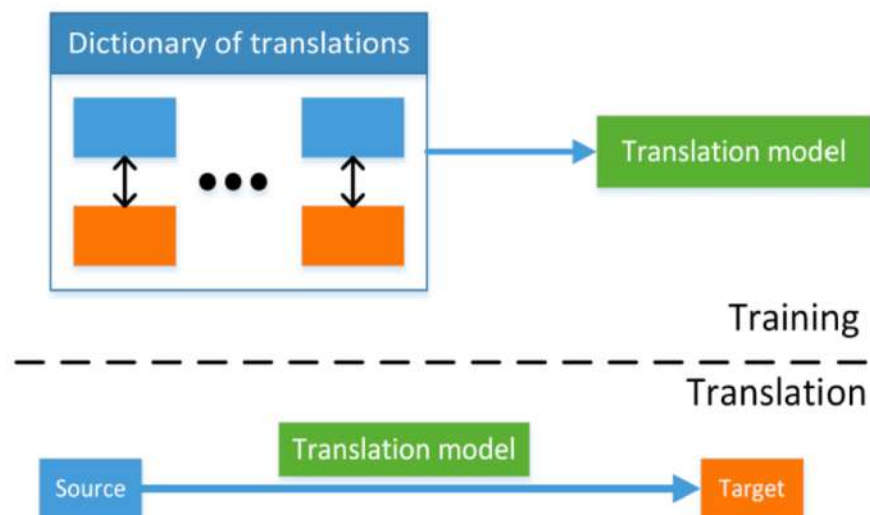 Dictionary of translations
Translation model
Training
Translation
Translation model
Source
Target